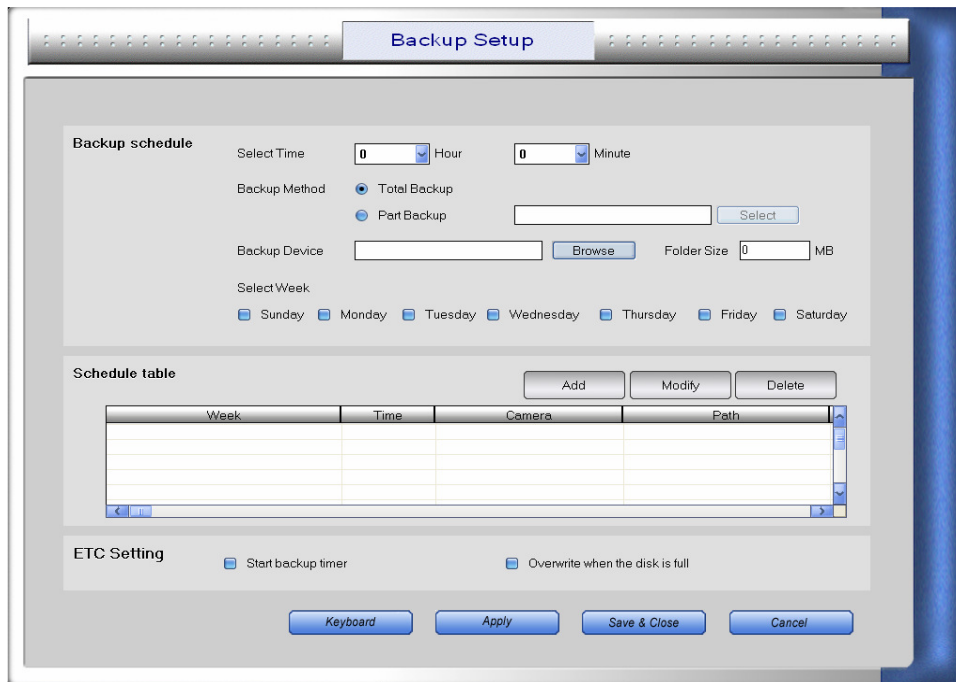 Backup Setup
Backup schedule
Select Time 0 Hour 0 Minute
Backup Method Total Backup
Part Backup Select
Backup Device Browse Folder Size 0 MB
Select Week
Sunday Monday Tuesday Wednesday Thursday Friday Saturday
Schedule table
Add Modify Delete
Week Time Camera Path
ETC Setting
Start backup timer Overwrite when the disk is full
Keyboard Apply Save & Close Cancel